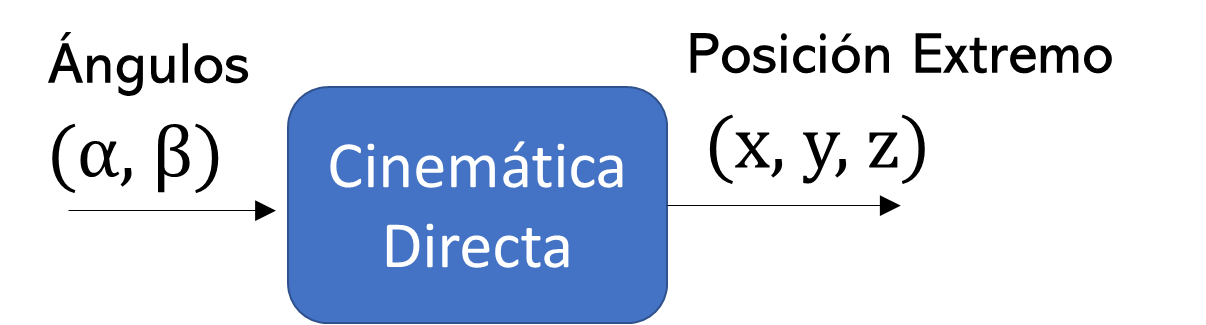 Ángulos
(α, β)
Cinemática
Directa
Posición Extremo
(x, y, z)